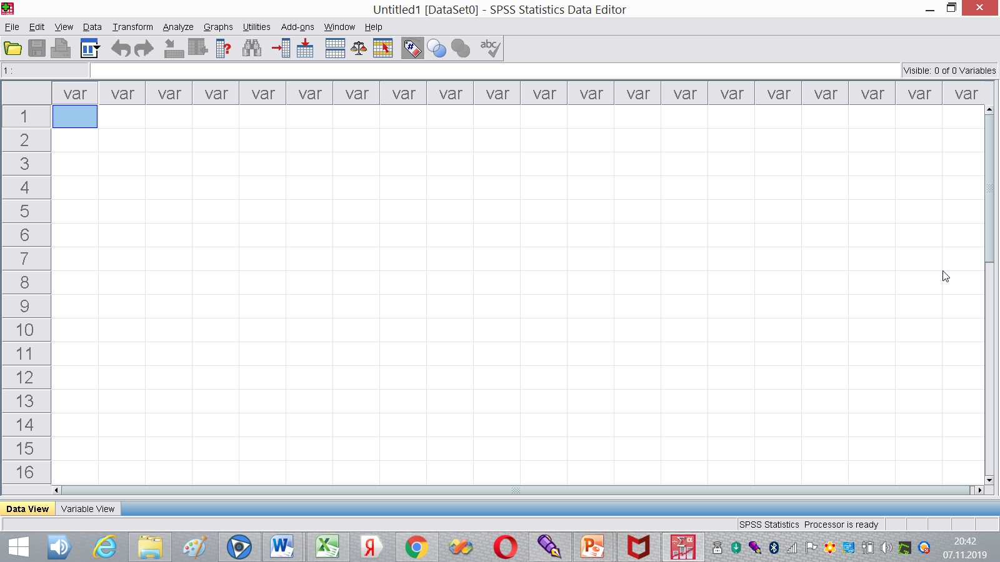 Untitled1 [DataSet0] - SPSS Statistics Data Editor
File Edit View Data Transform Analyze Graphs Utilities Add-ons Window Help
abc
1 :
Visible: 0 of 0 Variables
var var var var var var var var var var var var var var var var var var var var
1
2
3
4
5
6
7
8
9
10
11
12
13
14
15
16
Data View Variable View
SPSS Statistics Processor is ready
20:42
07.11.2019